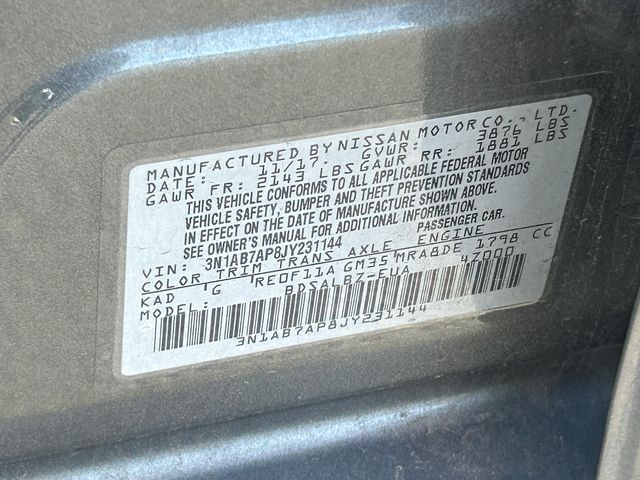 MANUFACTURED BY NISSAN MOTOR CO., LTD.
DATE: 11/17 GVWR: 3876 LBS
GAWR FR: 2143 LBS GAWR RR: 1881 LBS
THIS VEHICLE CONFORMS TO ALL APPLICABLE FEDERAL MOTOR
VEHICLE SAFETY, BUMPER AND THEFT PREVENTION STANDARDS
IN EFFECT ON THE DATE OF MANUFACTURE SHOWN ABOVE.
SEE OWNER'S MANUAL FOR ADDITIONAL INFORMATION.
VIN: 3N1AB7AP8JY231144 PASSENGER CAR.
COLOR TRIM TRANS AXLE ENGINE
KAD G RE0F11A GM35 MRA8DE 1798 CC
MODEL: BDSALB7-EUA 47000
3N1AB7AP8JY231144